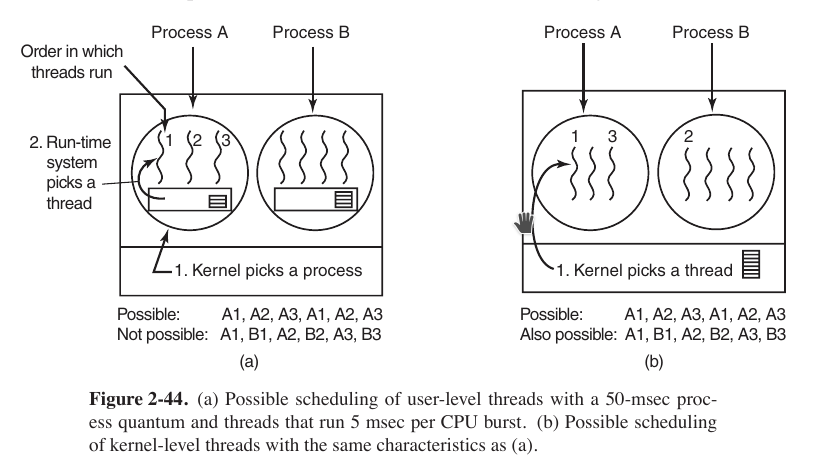 Process A
Process B
Order in which
threads run
1 2 3
2. Run-time
system
picks a
thread
1. Kernel picks a process
Possible: A1, A2, A3, A1, A2, A3
Not possible: A1, B1, A2, B2, A3, B3
(a)
Process A
Process B
1 3
2
1. Kernel picks a thread
Possible: A1, A2, A3, A1, A2, A3
Also possible: A1, B1, A2, B2, A3, B3
(b)
Figure 2-44. (a) Possible scheduling of user-level threads with a 50-msec proc-
ess quantum and threads that run 5 msec per CPU burst. (b) Possible scheduling
of kernel-level threads with the same characteristics as (a).